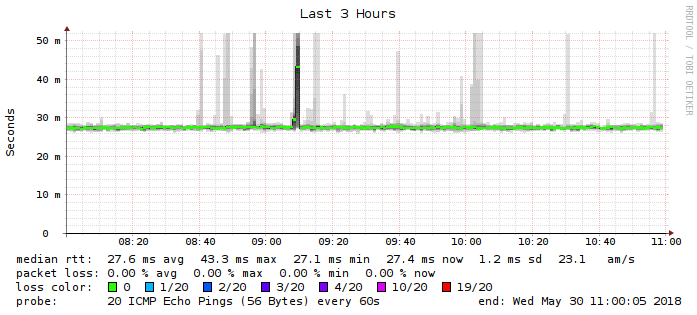 Last 3 Hours
RRDTOOL / TOBI OETIKER
Seconds
50 m
40 m
30 m
20 m
10 m
0
08:20 08:40 09:00 09:20 09:40 10:00 10:20 10:40 11:00
median rtt: 27.6 ms avg 43.3 ms max 27.1 ms min 27.4 ms now 1.2 ms sd 23.1 am/s
packet loss: 0.00 % avg 0.00 % max 0.00 % min 0.00 % now
loss color: 0 1/20 2/20 3/20 4/20 10/20 19/20
probe: 20 ICMP Echo Pings (56 Bytes) every 60s end: Wed May 30 11:00:05 2018